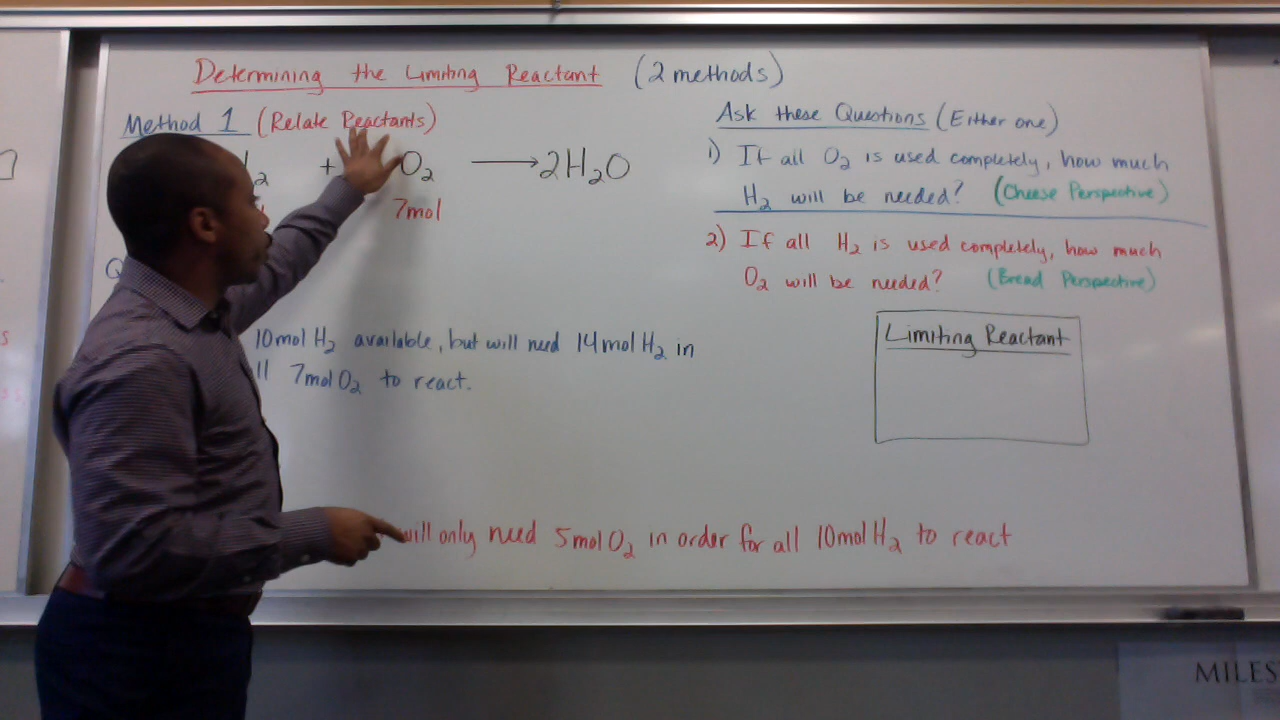 Determining the Limiting Reactant (2 methods)
Method 1 (Relate Reactants)
2 + O2 → 2H2O
7mol
Q
10mol H2 available, but will need 14mol H2 in
ll 7mol O2 to react.
will only need 5mol O2 in order for all 10mol H2 to react
Ask these Questions (Either one)
1) If all O2 is used completely, how much
H2 will be needed? (Cheese Perspective)
2) If all H2 is used completely, how much
O2 will be needed? (Bread Perspective)
Limiting Reactant
MILES